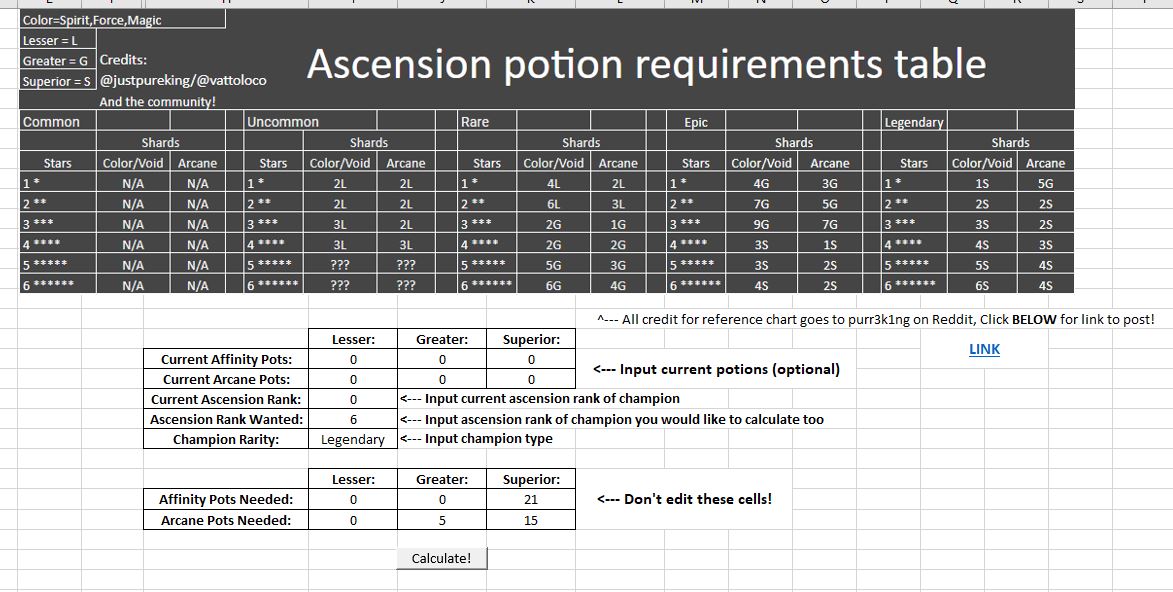 Color=Spirit,Force,Magic
Lesser = L
Greater = G Credits:
Superior = S @justpureking/@vattoloco
And the community!
Ascension potion requirements table
Common Uncommon Rare Epic Legendary
Shards Shards Shards Shards Shards
Stars Color/Void Arcane Stars Color/Void Arcane Stars Color/Void Arcane Stars Color/Void Arcane Stars Color/Void Arcane
1 * N/A N/A 1 * 2L 2L 1 * 4L 2L 1 * 4G 3G 1 * 1S 5G
2 ** N/A N/A 2 ** 2L 2L 2 ** 6L 3L 2 ** 7G 5G 2 ** 2S 2S
3 *** N/A N/A 3 *** 3L 2L 3 *** 2G 1G 3 *** 9G 7G 3 *** 3S 2S
4 **** N/A N/A 4 **** 3L 3L 4 **** 2G 2G 4 **** 3S 1S 4 **** 4S 3S
5 ***** N/A N/A 5 ***** ??? ??? 5 ***** 5G 3G 5 ***** 3S 2S 5 ***** 5S 4S
6 ****** N/A N/A 6 ****** ??? ??? 6 ****** 6G 4G 6 ****** 4S 2S 6 ****** 6S 4S
^--- All credit for reference chart goes to purr3k1ng on Reddit, Click BELOW for link to post!
LINK
Lesser: Greater: Superior:
Current Affinity Pots: 0 0 0
Current Arcane Pots: 0 0 0
<--- Input current potions (optional)
Current Ascension Rank: 0 <--- Input current ascension rank of champion
Ascension Rank Wanted: 6 <--- Input ascension rank of champion you would like to calculate too
Champion Rarity: Legendary <--- Input champion type
Lesser: Greater: Superior:
Affinity Pots Needed: 0 0 21 <--- Don't edit these cells!
Arcane Pots Needed: 0 5 15
Calculate!